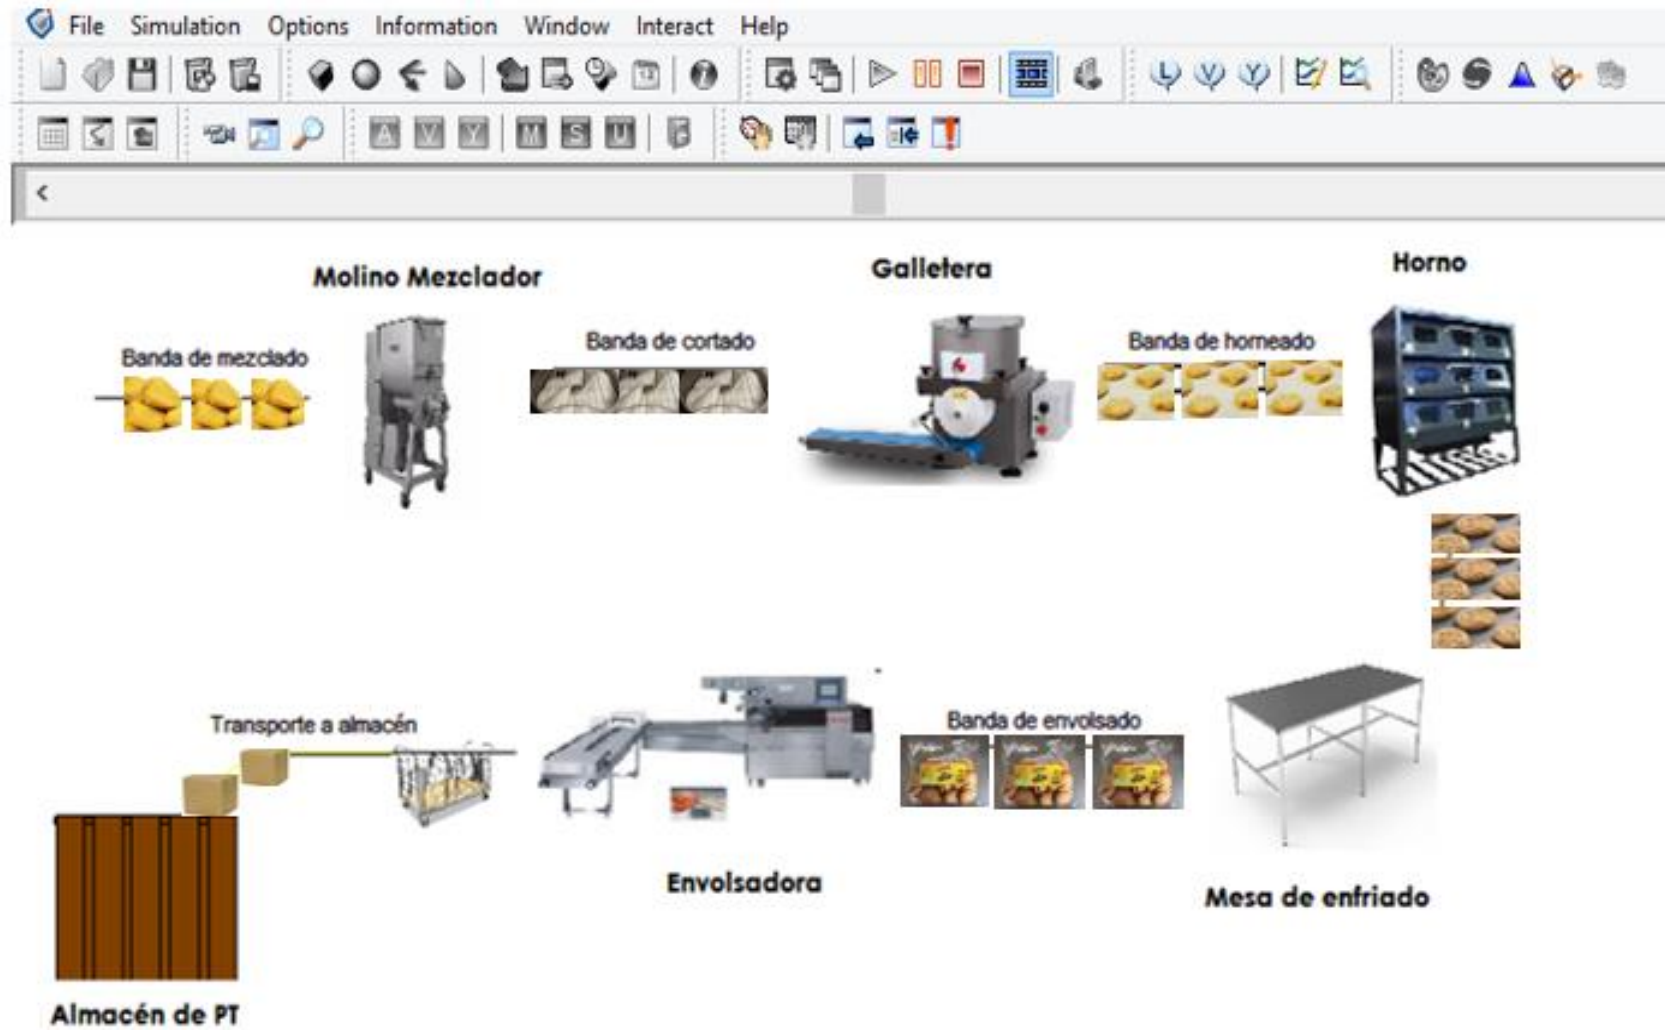 File Simulation Options Information Window Interact Help
Molino Mezclador
Galletera
Horno
Banda de mezclado
Banda de cortado
Banda de horneado
Transporte a almacén
Banda de envolsado
Envolsadora
Mesa de enfriado
Almacén de PT